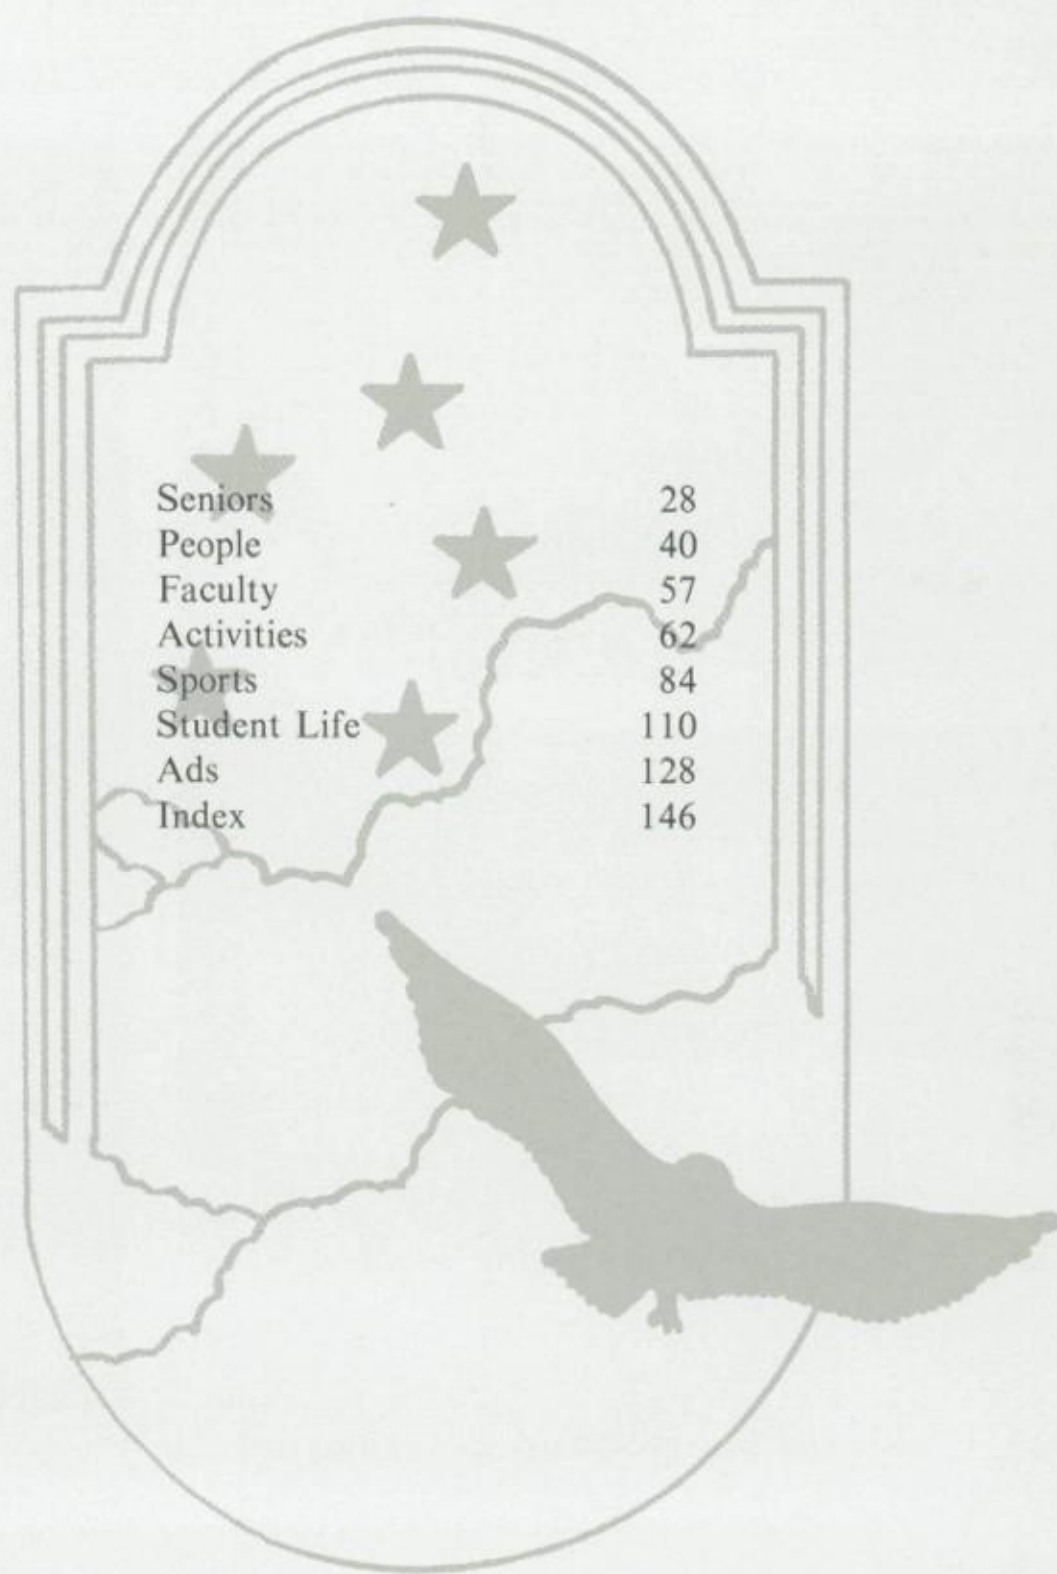 Seniors 28
People 40
Faculty 57
Activities 62
Sports 84
Student Life 110
Ads 128
Index 146